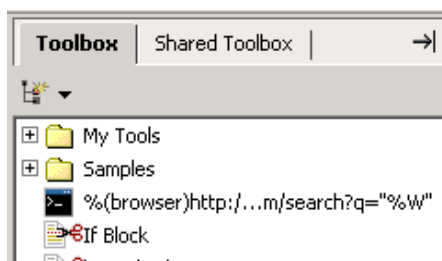 Toolbox Shared Toolbox
My Tools
Samples
%(browser)http:/...m/search?q="%W"
If Block